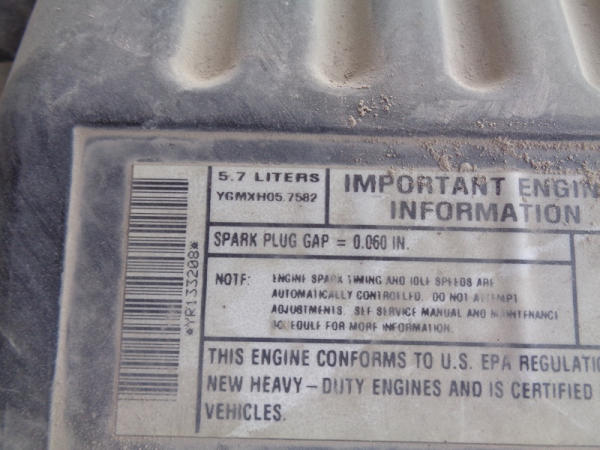 5.7 LITERS
YGMXH05.7582
IMPORTANT ENGIN
INFORMATION
SPARK PLUG GAP = 0.060 IN.
NOTE: ENGINE SPARK TIMING AND IDLE SPEEDS ARE
AUTOMATICALLY CONTROLLED. DO NOT ATTEMPT
ADJUSTMENTS. SEE SERVICE MANUAL AND MAINTENANCE
SCHEDULE FOR MORE INFORMATION.
THIS ENGINE CONFORMS TO U.S. EPA REGULATION
NEW HEAVY-DUTY ENGINES AND IS CERTIFIED
VEHICLES.
*YR133208*